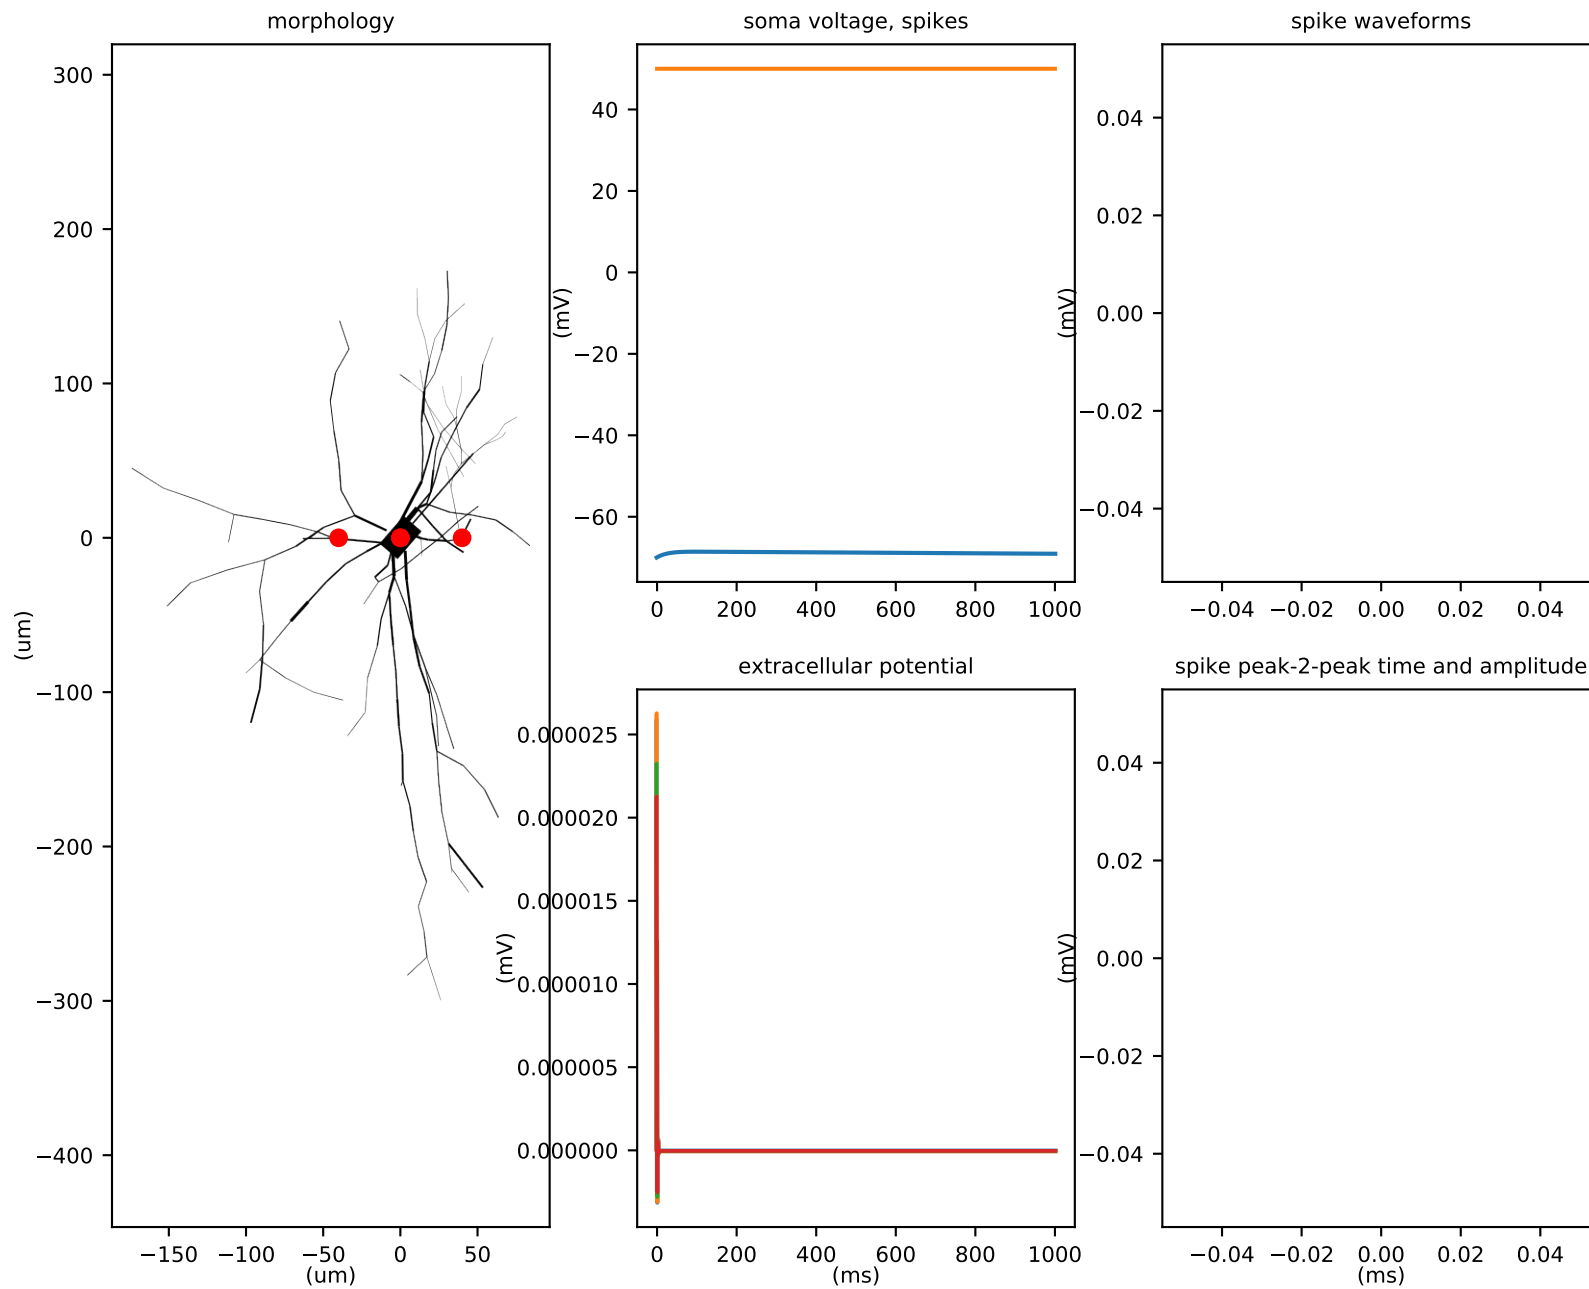 morphology
300
200
100
0
−100
−200
−300
−400
(um)
−150 −100 −50 0 50
(um)
soma voltage, spikes
40
20
0
−20
−40
−60
(mV)
0 200 400 600 800 1000
spike waveforms
0.04
0.02
0.00
−0.02
−0.04
(mV)
−0.04 −0.02 0.00 0.02 0.04
extracellular potential
0.000025
0.000020
0.000015
0.000010
0.000005
0.000000
(mV)
0 200 400 600 800 1000
(ms)
spike peak-2-peak time and amplitude
0.04
0.02
0.00
−0.02
−0.04
(mV)
−0.04 −0.02 0.00 0.02 0.04
(ms)